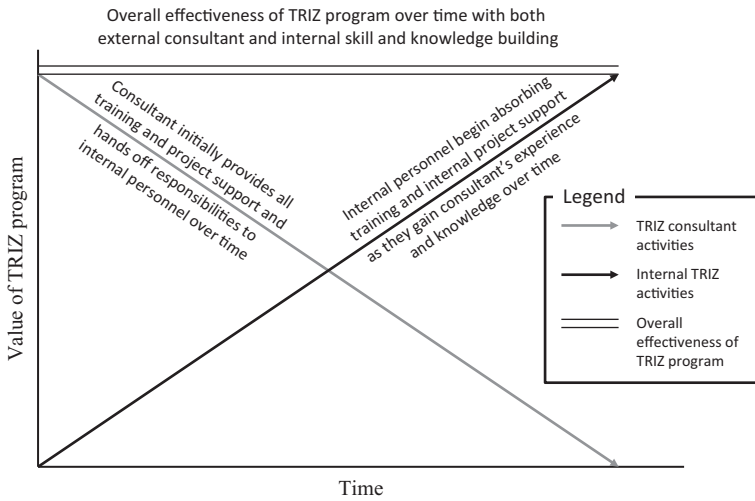 Overall effectiveness of TRIZ program over time with both
external consultant and internal skill and knowledge building
Value of TRIZ program
Consultant initially provides all
training and project support and
hands off responsibilities to
internal personnel over time
Internal personnel begin absorbing
training and internal project support
as they gain consultant's experience
and knowledge over time
Legend
TRIZ consultant
activities
Internal TRIZ
activities
Overall
effectiveness of
TRIZ program
Time